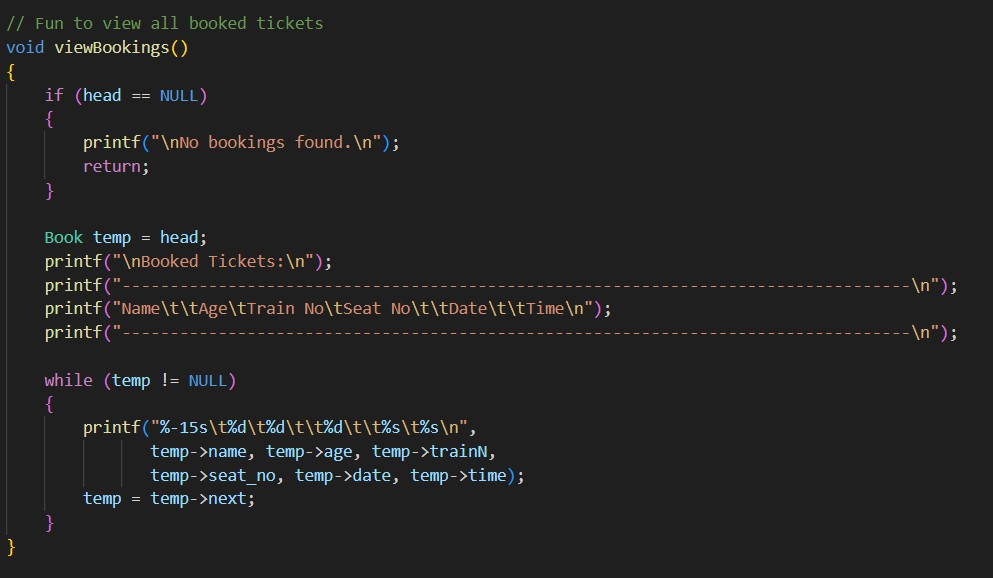 // Fun to view all booked tickets
void viewBookings()
{
    if (head == NULL)
    {
        printf("\nNo bookings found.\n");
        return;
    }

    Book temp = head;
    printf("\nBooked Tickets:\n");
    printf("----------------------------------------------------------------------------------\n");
    printf("Name\t\tAge\tTrain No\tSeat No\t\tDate\t\tTime\n");
    printf("----------------------------------------------------------------------------------\n");

    while (temp != NULL)
    {
        printf("%-15s\t%d\t%d\t\t%d\t\t%s\t%s\n",
               temp->name, temp->age, temp->trainN,
               temp->seat_no, temp->date, temp->time);
        temp = temp->next;
    }
}